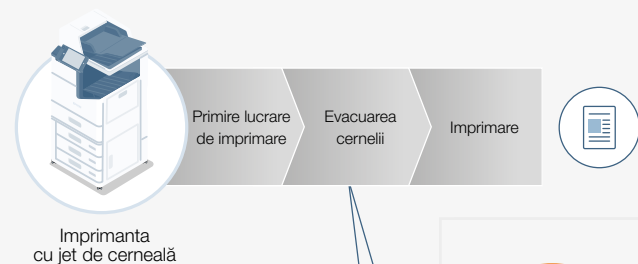 Primire lucrare
de imprimare
Evacuarea
cernelii
Imprimare
Imprimanta
cu jet de cerneală